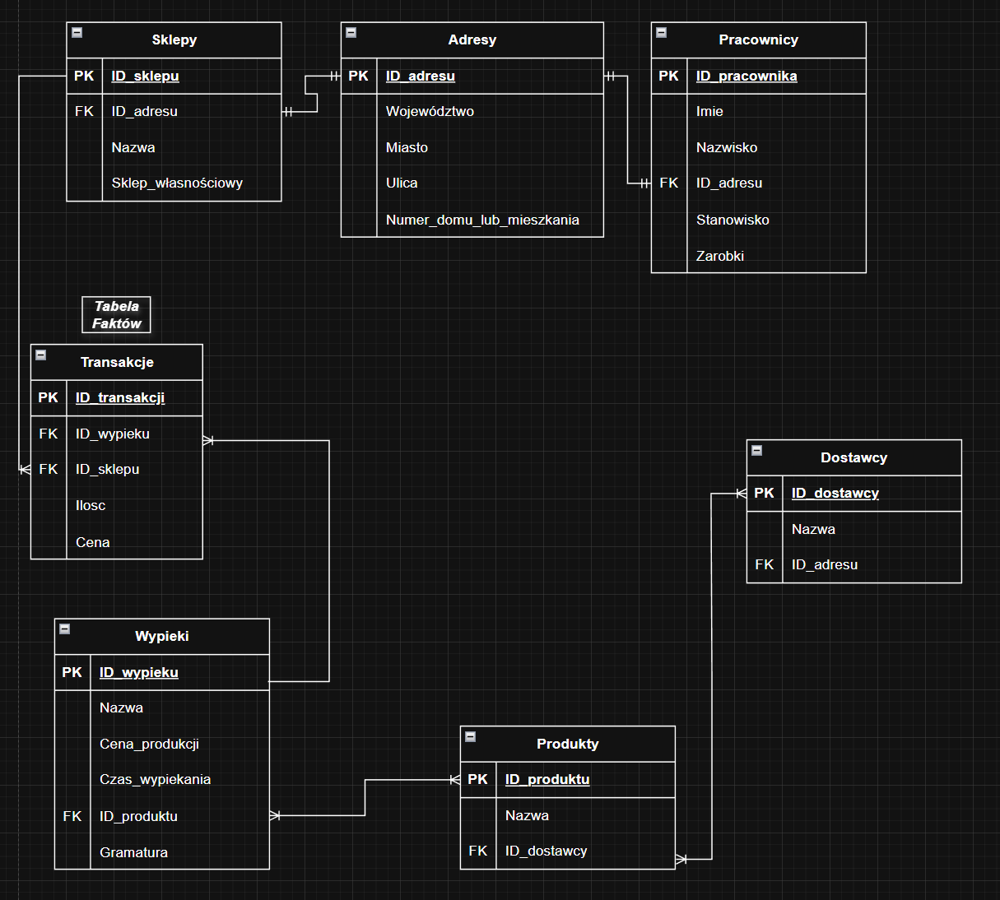 Sklepy
PK ID_sklepu
FK ID_adresu
Nazwa
Sklep_własnościowy
Adresy
PK ID_adresu
Województwo
Miasto
Ulica
Numer_domu_lub_mieszkania
Pracownicy
PK ID_pracownika
Imie
Nazwisko
FK ID_adresu
Stanowisko
Zarobki
Tabela
Faktów
Transakcje
PK ID_transakcji
FK ID_wypieku
FK ID_sklepu
Ilosc
Cena
Dostawcy
PK ID_dostawcy
Nazwa
FK ID_adresu
Wypieki
PK ID_wypieku
Nazwa
Cena_produkcji
Czas_wypiekania
FK ID_produktu
Gramatura
Produkty
PK ID_produktu
Nazwa
FK ID_dostawcy